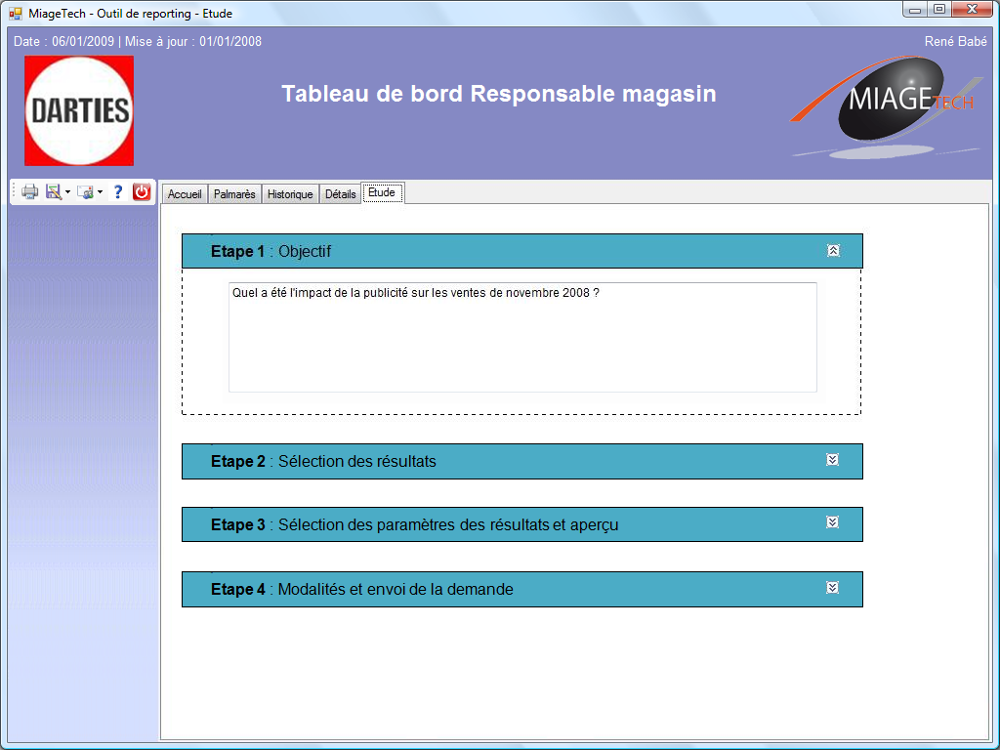 MiageTech - Outil de reporting - Etude
Date : 06/01/2009 | Mise à jour : 01/01/2008
René Babé
DARTIES
Tableau de bord Responsable magasin
MIAGETECH
Accueil
Palmarès
Historique
Détails
Etude
Etape 1 : Objectif
Quel a été l'impact de la publicité sur les ventes de novembre 2008 ?
Etape 2 : Sélection des résultats
Etape 3 : Sélection des paramètres des résultats et aperçu
Etape 4 : Modalités et envoi de la demande